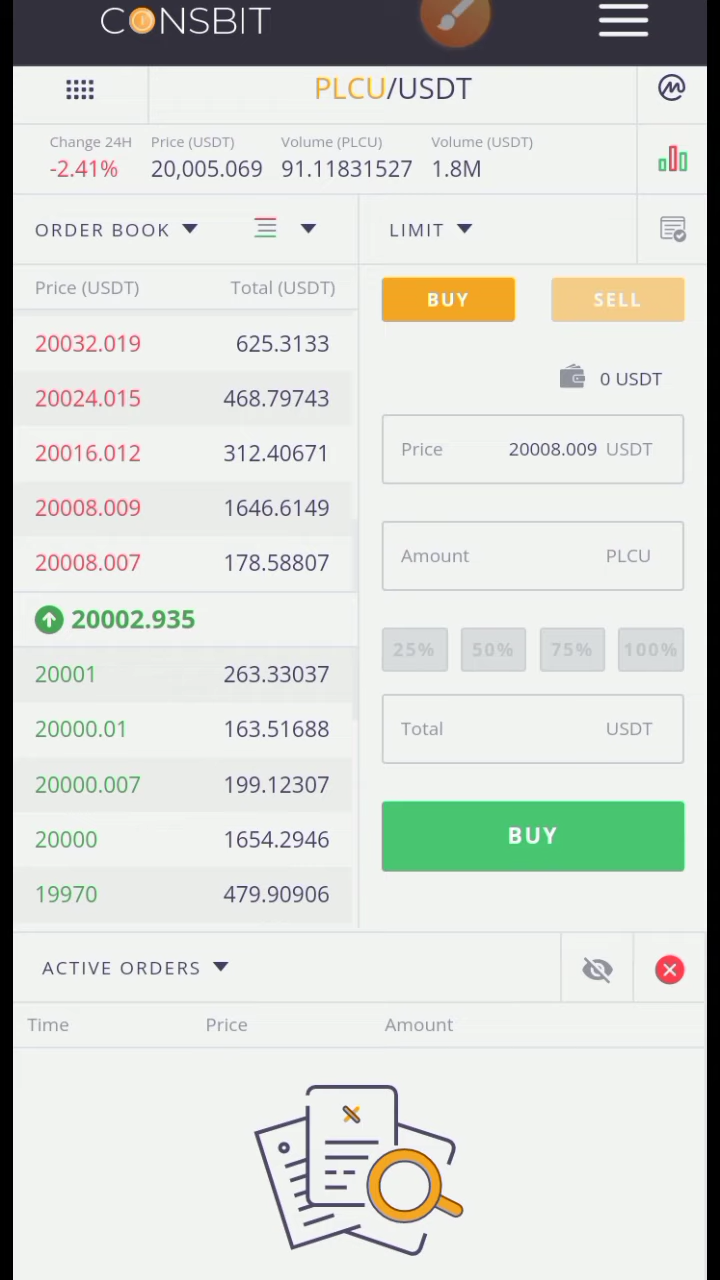 CONSBIT
PLCU/USDT
Change 24H Price (USDT) Volume (PLCU) Volume (USDT)
-2.41% 20,005.069 91.11831527 1.8M
ORDER BOOK LIMIT
Price (USDT) Total (USDT)
BUY SELL
20032.019 625.3133
0 USDT
20024.015 468.79743
20016.012 312.40671
Price 20008.009 USDT
20008.009 1646.6149
20008.007 178.58807
Amount PLCU
20002.935
25% 50% 75% 100%
20001 263.33037
20000.01 163.51688
Total USDT
20000.007 199.12307
20000 1654.2946
BUY
19970 479.90906
ACTIVE ORDERS
Time Price Amount